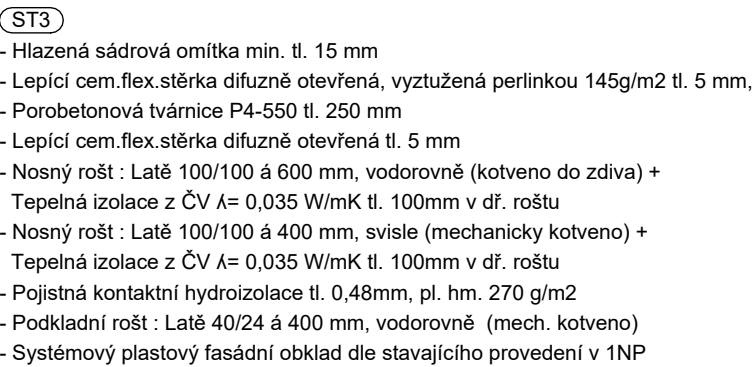 ST3
- Hlazená sádrová omítka min. tl. 15 mm
- Lepící cem.flex.stěrka difuzně otevřená, vyztužená perlinkou 145g/m2 tl. 5 mm,
- Porobetonová tvárnice P4-550 tl. 250 mm
- Lepící cem.flex.stěrka difuzně otevřená tl. 5 mm
- Nosný rošt : Latě 100/100 á 600 mm, vodorovně (kotveno do zdiva) +
Tepelná izolace z ČV ʎ= 0,035 W/mK tl. 100mm v dř. roštu
- Nosný rošt : Latě 100/100 á 400 mm, svisle (mechanicky kotveno) +
Tepelná izolace z ČV ʎ= 0,035 W/mK tl. 100mm v dř. roštu
- Pojistná kontaktní hydroizolace tl. 0,48mm, pl. hm. 270 g/m2
- Podkladní rošt : Latě 40/24 á 400 mm, vodorovně (mech. kotveno)
- Systémový plastový fasádní obklad dle stavajícího provedení v 1NP